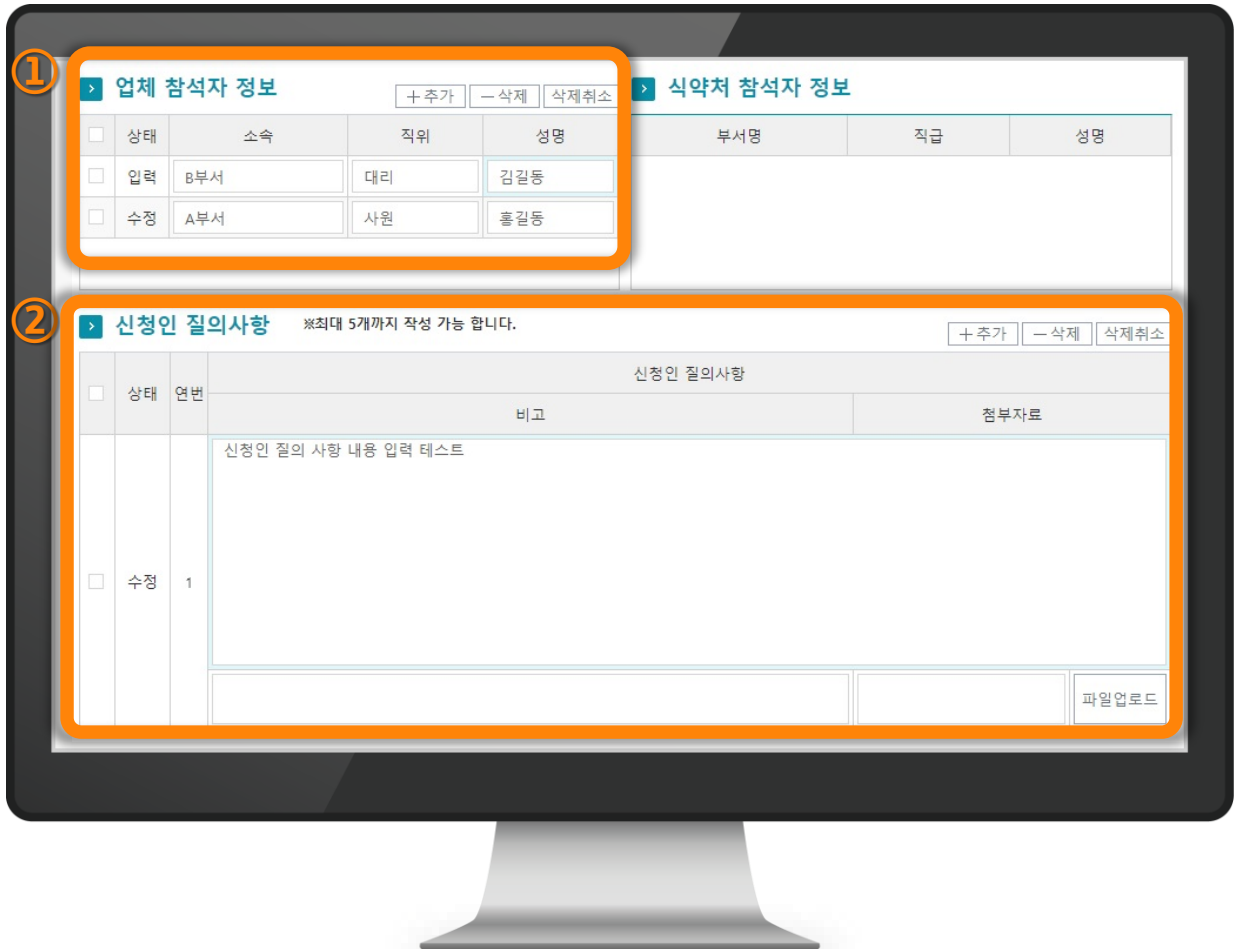 ①
업체 참석자 정보
+추가 -삭제 삭제취소
상태 소속 직위 성명
입력 B부서 대리 김길동
수정 A부서 사원 홍길동
식약처 참석자 정보
부서명 직급 성명
②
신청인 질의사항 ※최대 5개까지 작성 가능 합니다.
+추가 -삭제 삭제취소
상태 연번 신청인 질의사항
비고 첨부자료
신청인 질의 사항 내용 입력 테스트
수정 1
파일업로드